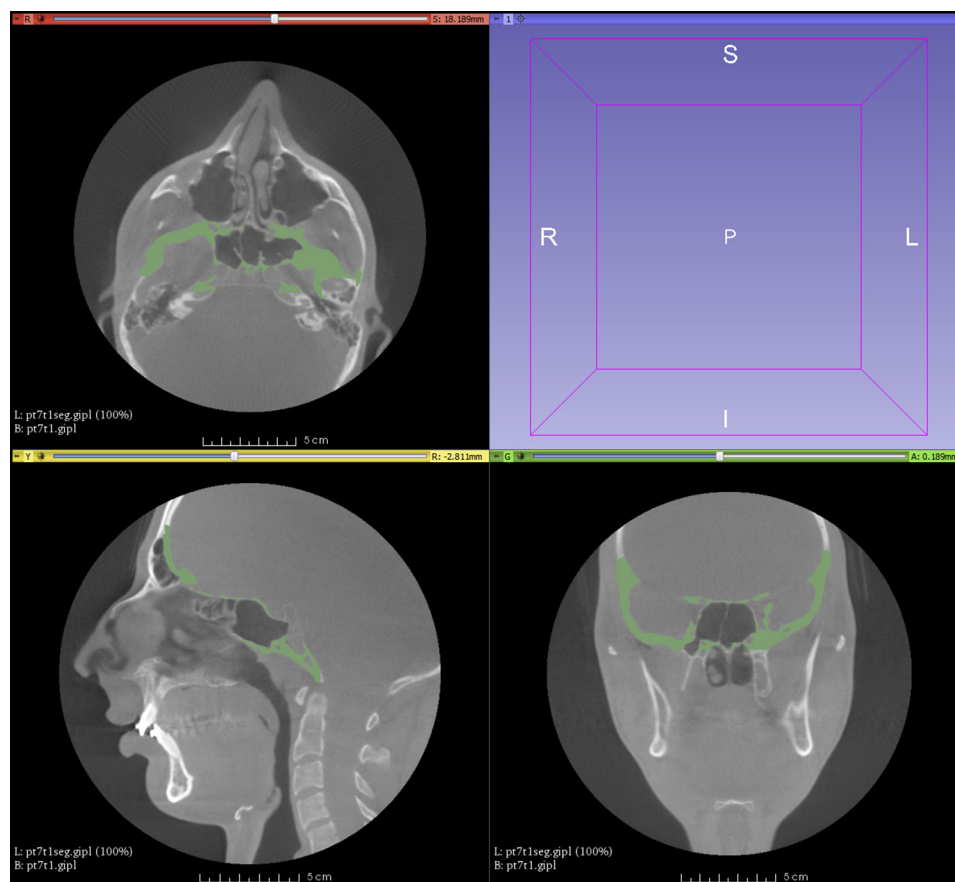 R S: 18.189mm
1
S
R P L
I
L: pt7t1seg.gipl (100%)
B: pt7t1.gipl
5 cm
Y R: -2.811mm
G A: 0.189mm
L: pt7t1seg.gipl (100%)
B: pt7t1.gipl
5 cm
L: pt7t1seg.gipl (100%)
B: pt7t1.gipl
5 cm